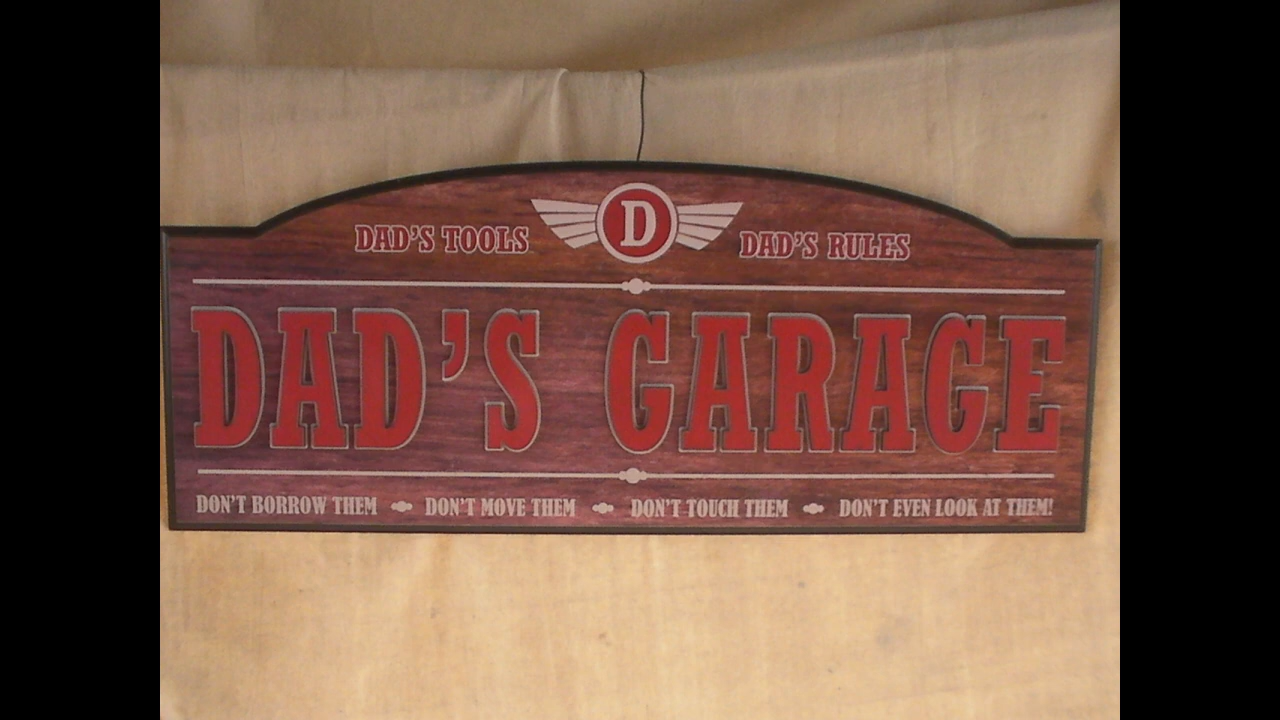 D
DAD'S TOOLS DAD'S RULES
DAD'S GARAGE
DON'T BORROW THEM DON'T MOVE THEM DON'T TOUCH THEM DON'T EVEN LOOK AT THEM!